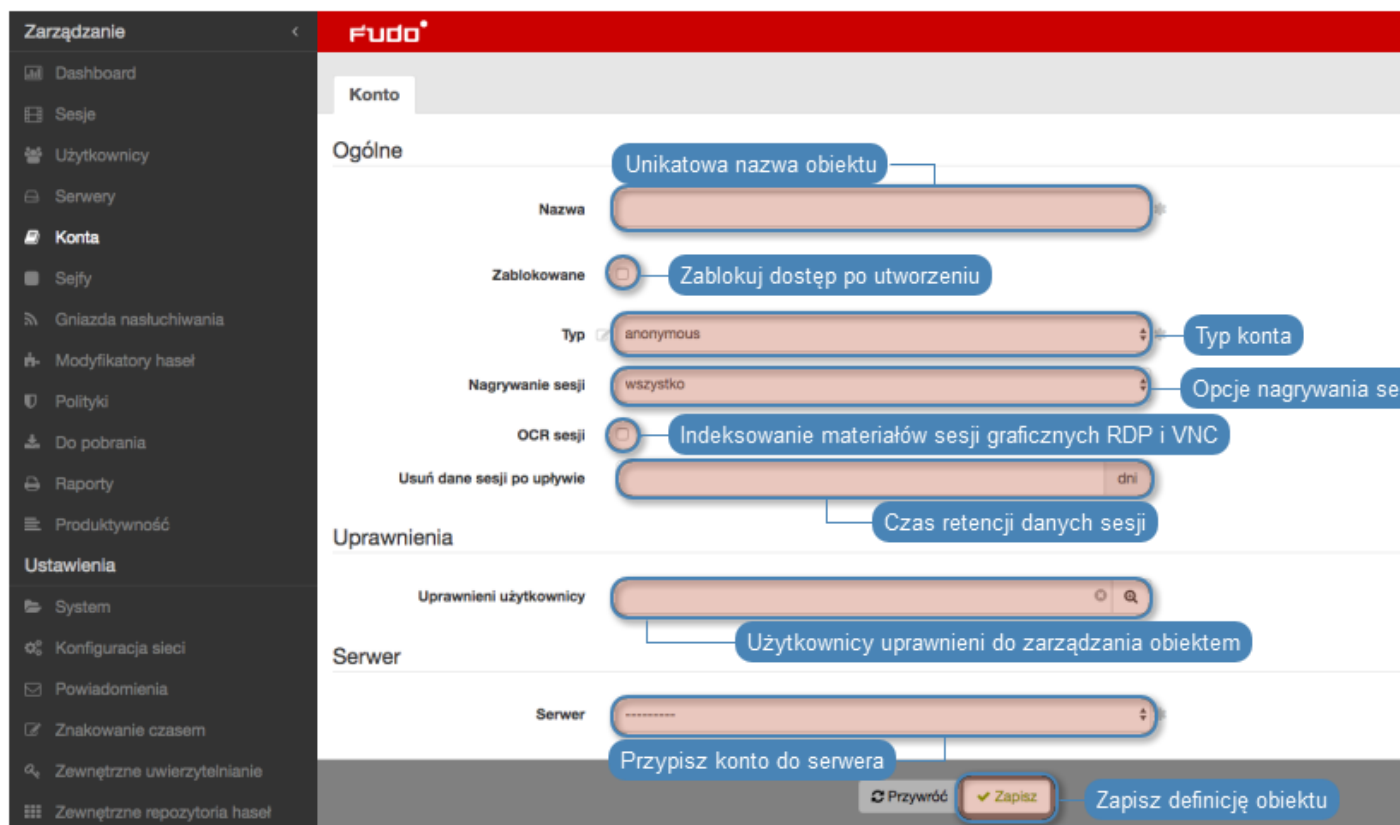 Zarządzanie
Dashboard
Sesje
Użytkownicy
Serwery
Konta
Sejfy
Gniazda nasłuchiwania
Modyfikatory haseł
Polityki
Do pobrania
Raporty
Produktywność
Ustawienia
System
Konfiguracja sieci
Powiadomienia
Znakowanie czasem
Zewnętrzne uwierzytelnianie
Zewnętrzne repozytoria haseł
FUDO
Konto
Ogólne
Unikatowa nazwa obiektu
Nazwa
Zablokowane
Zablokuj dostęp po utworzeniu
Typ
anonymous
Typ konta
Nagrywanie sesji
wszystko
Opcje nagrywania se
OCR sesji
Indeksowanie materiałów sesji graficznych RDP i VNC
Usuń dane sesji po upływie
dni
Czas retencji danych sesji
Uprawnienia
Uprawnieni użytkownicy
Użytkownicy uprawnieni do zarządzania obiektem
Serwer
Serwer
---------
Przypisz konto do serwera
Przywróć
Zapisz
Zapisz definicję obiektu